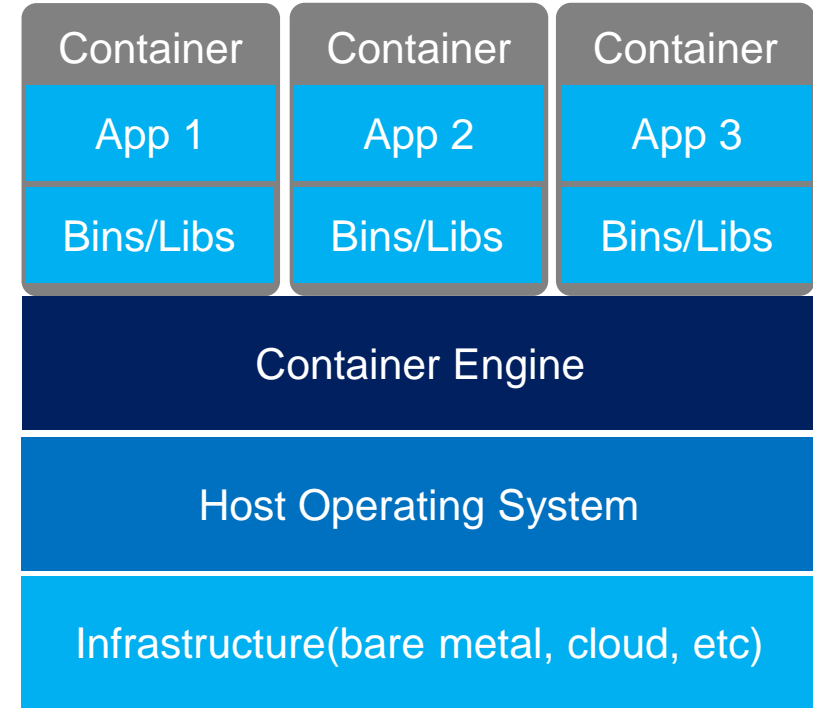 Container Container Container
App 1 App 2 App 3
Bins/Libs Bins/Libs Bins/Libs
Container Engine
Host Operating System
Infrastructure(bare metal, cloud, etc)